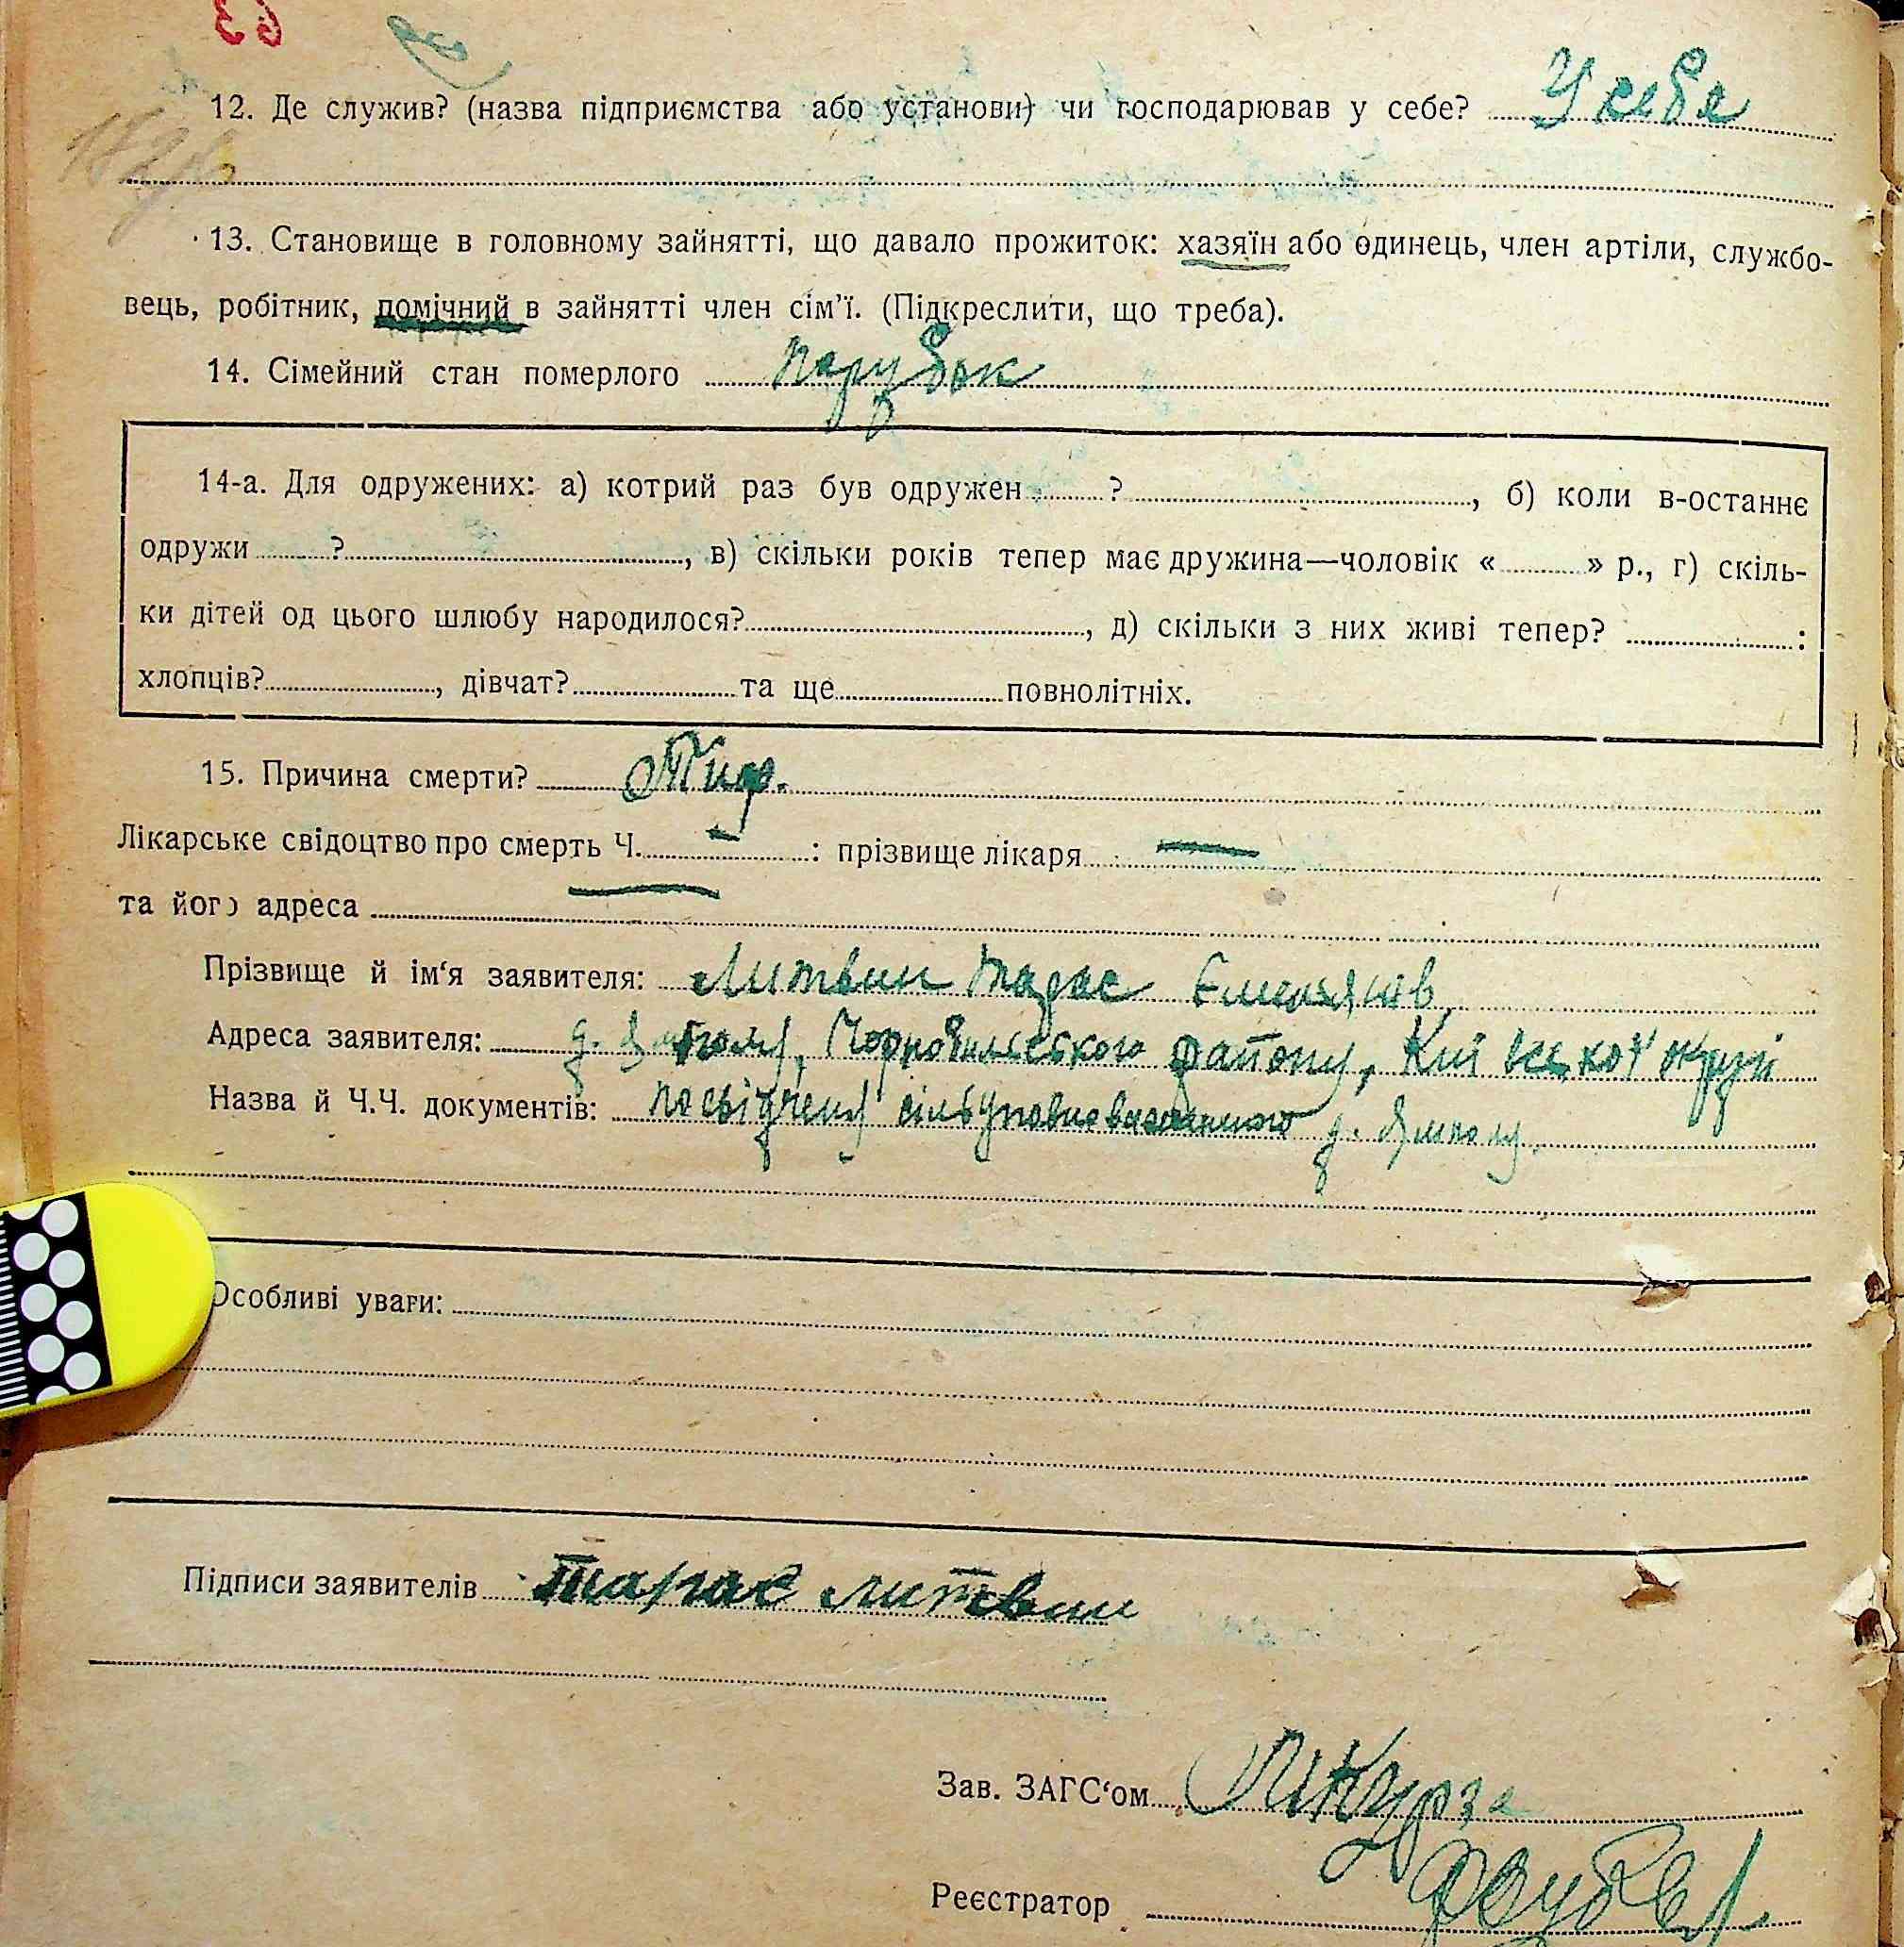 12. Де служив? (назва підприємства або установи) чи господарював у себе? У себе
13. Становище в головному зайнятті, що давало прожиток: хазяїн або одинець, член артіли, службо-
вець, робітник, помічний в зайнятті член сім'ї. (Підкреслити, що треба).
14. Сімейний стан померлого парубок
14-а. Для одружених: а) котрий раз був одружен ? , б) коли в-останнє
одружи ? , в) скільки років тепер має дружина—чоловік « » р., г) скіль-
ки дітей од цього шлюбу народилося? , д) скільки з них живі тепер? :
хлопців? , дівчат? та ще повнолітніх.
15. Причина смерти? Тиф.
Лікарське свідоцтво про смерть Ч. — : прізвище лікаря —
та його адреса —
Прізвище й ім'я заявителя: Литвин Тарас
Адреса заявителя: Чорнобильського району, Київської округи
Назва й Ч.Ч. документів: посвідчення сільуповноваженного
Особливі уваги:
Підписи заявителів Тарас Литвин
Зав. ЗАГС'ом
Реєстратор